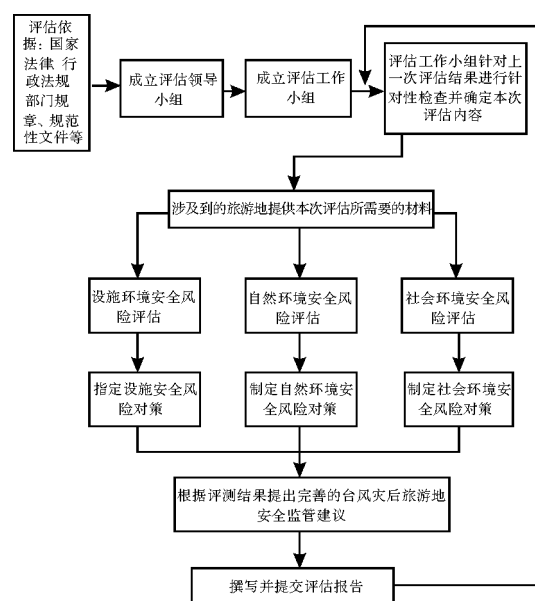 评估依
据：国家
法律 行
政法规
部门规
章、规范
性文件等
成立评估领导
小组
成立评估工作
小组
评估工作小组针对上
一次评估结果进行针
对性检查并确定本次
评估内容
涉及到的旅游地提供本次评估所需要的材料
设施环境安全风
险评估
自然环境安全风
险评估
社会环境安全风
险评估
指定设施安全风
险对策
制定自然环境安
全风险对策
制定社会环境安
全风险对策
根据评测结果提出完善的台风灾后旅游地
安全监管建议
撰写并提交评估报告